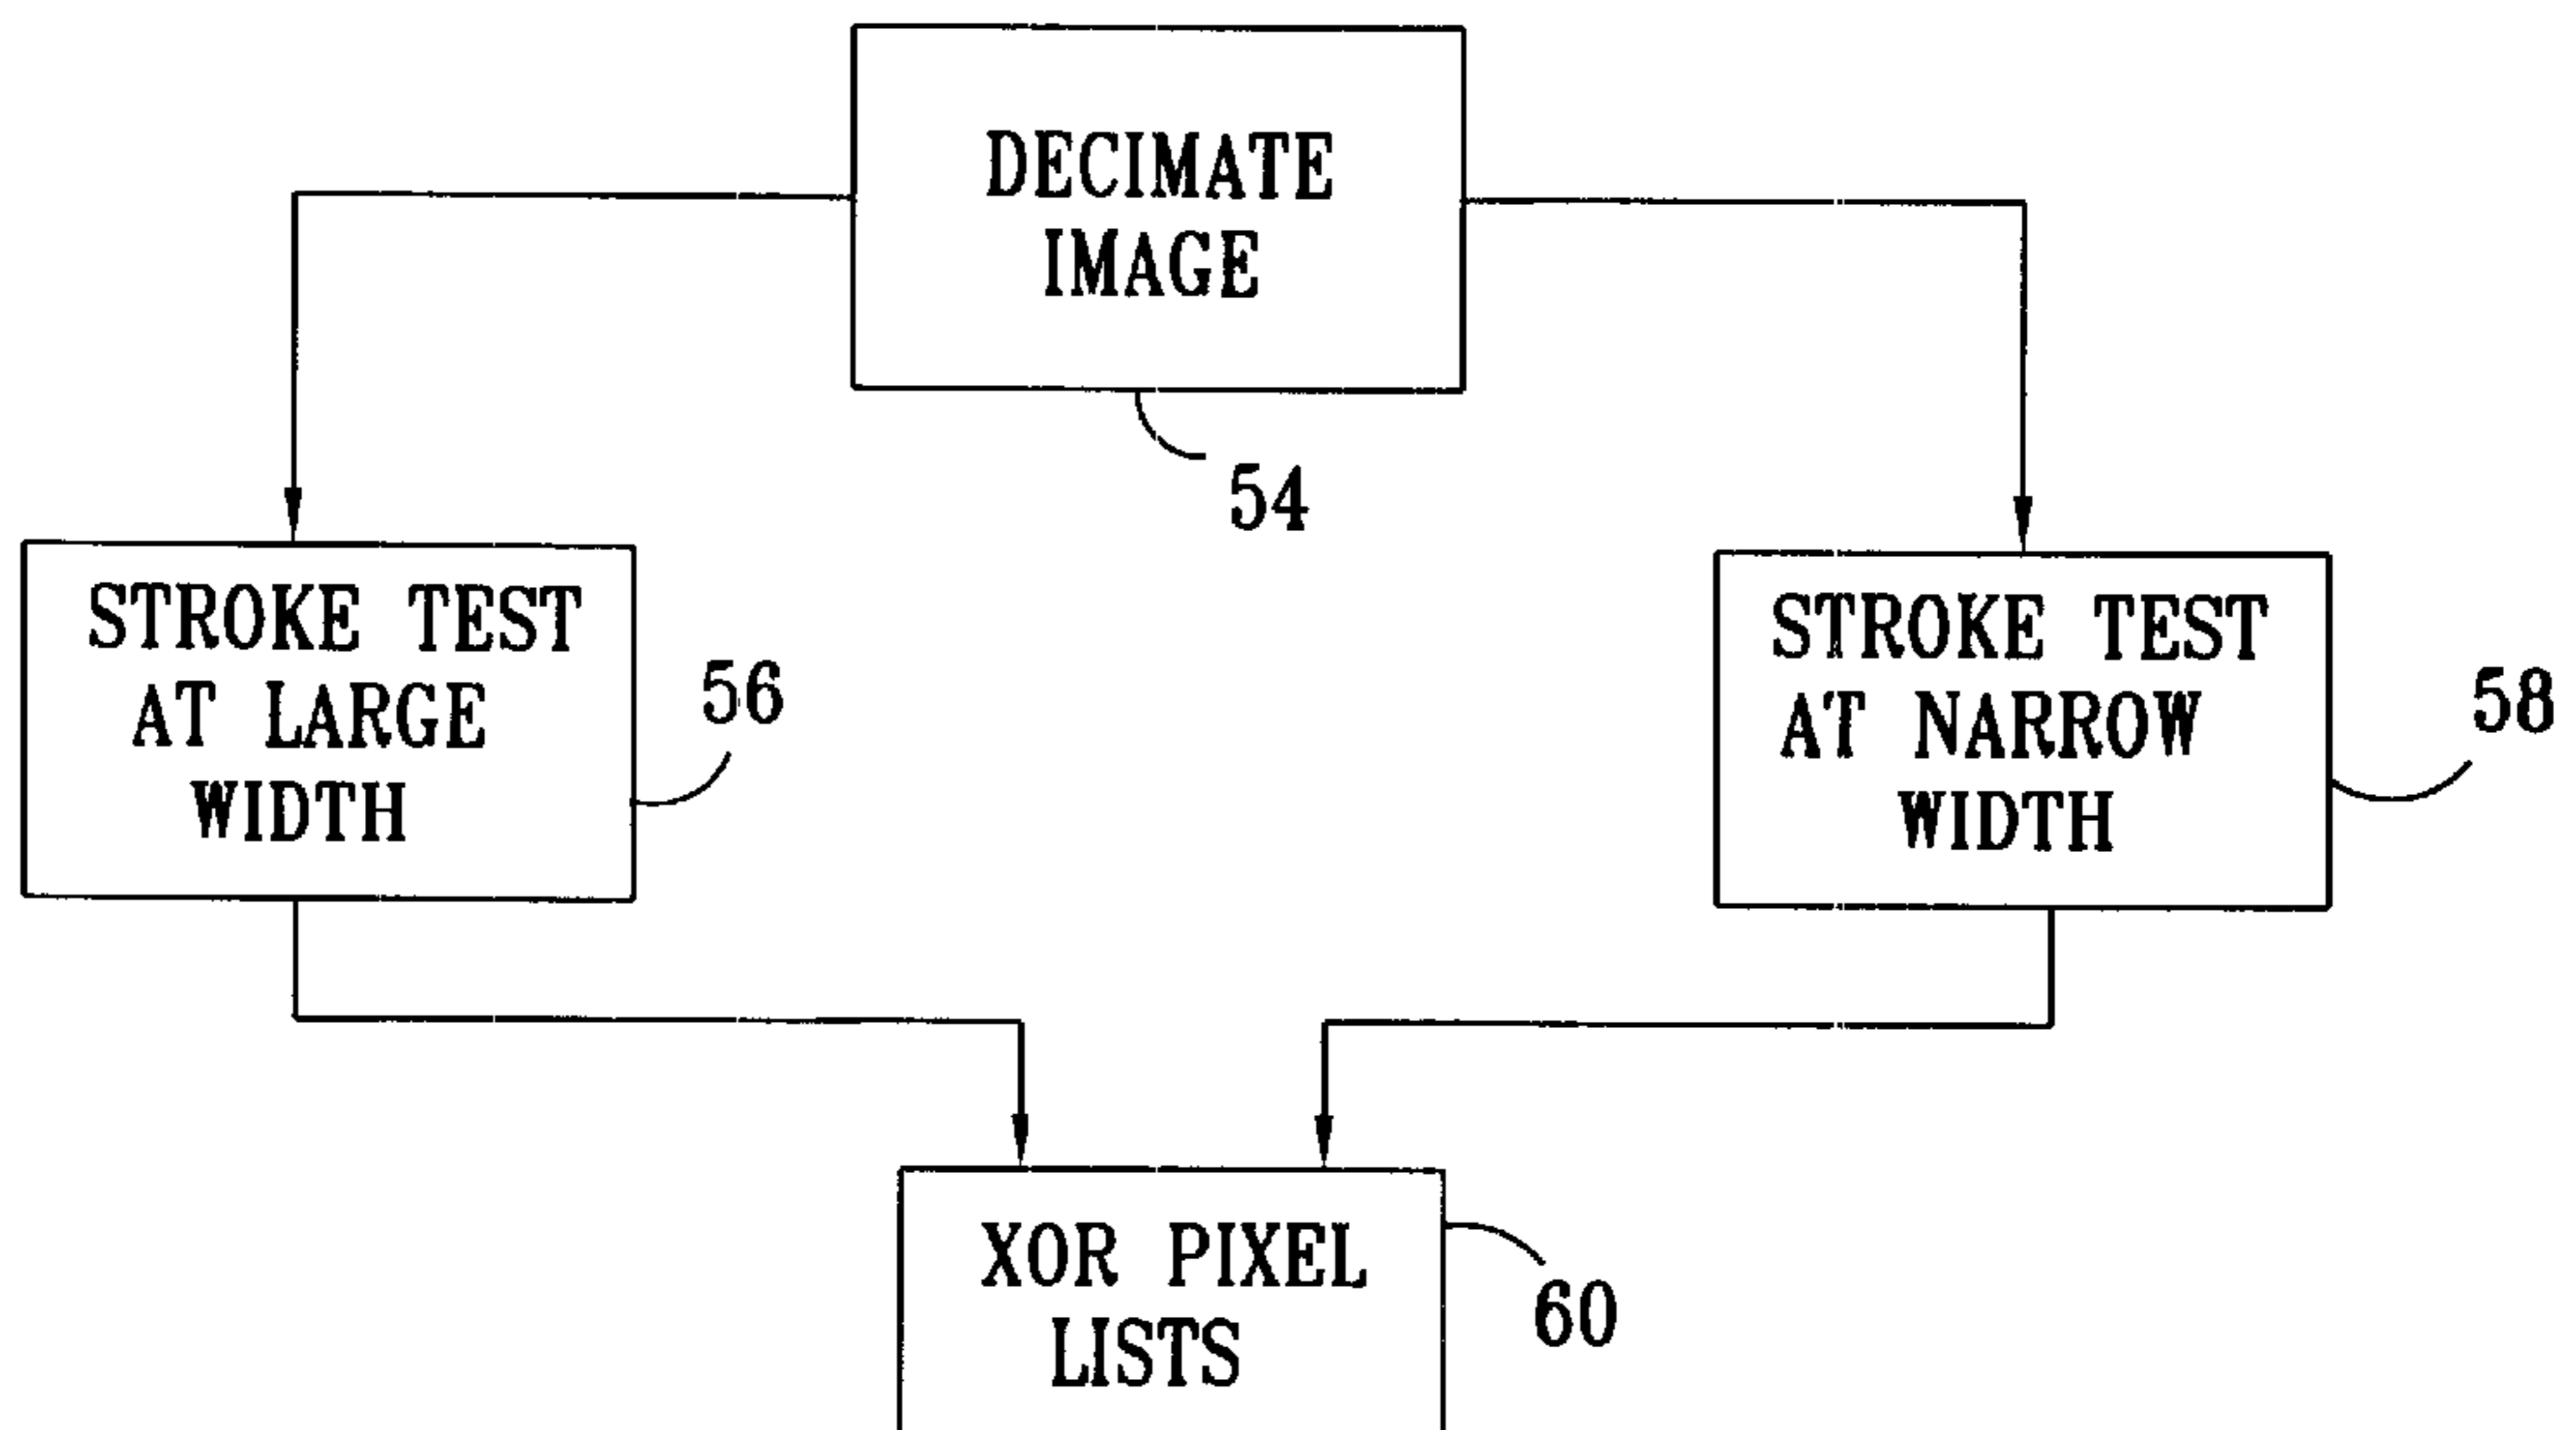 DECIMATE
IMAGE
54
STROKE TEST
AT LARGE
WIDTH
56
STROKE TEST
AT NARROW
WIDTH
58
XOR PIXEL
LISTS
60